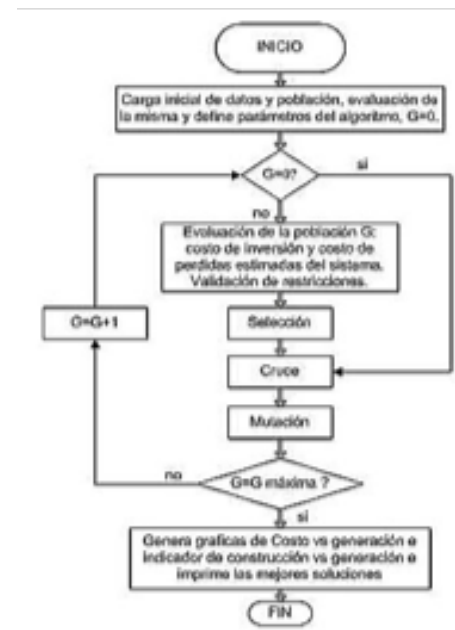 INICIO
Carga inicial de datos y población, evaluación de
la misma y define parámetros del algoritmo, G=0.
G=0?
si
no
Evaluación de la población G:
costo de inversión y costo de
perdidas estimadas del sistema.
Validación de restricciones.
G=G+1
Selección
Cruce
Mutación
no
G=G máxima ?
si
Genera graficas de Costo vs generación e
indicador de construcción vs generación e
imprime las mejores soluciones
FIN